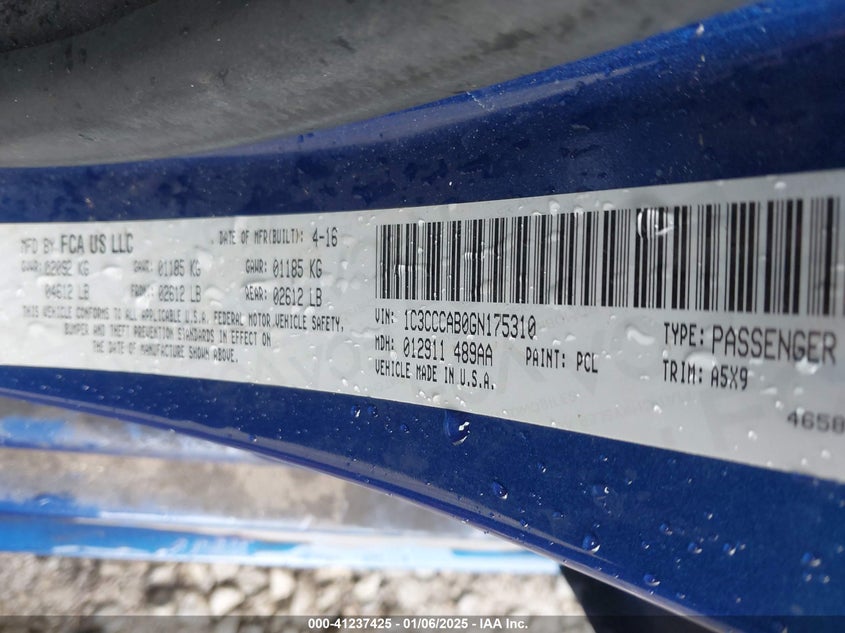 MFD BY FCA US LLC DATE OF MFR(BUILT): 4-16
GVWR: 02092 KG GAWR: 01185 KG GAWR: 01185 KG
04612 LB FRONT: 02612 LB REAR: 02612 LB
THIS VEHICLE CONFORMS TO ALL APPLICABLE U.S.A. FEDERAL MOTOR VEHICLE SAFETY,
BUMPER AND THEFT PREVENTION STANDARDS IN EFFECT ON
THE DATE OF MANUFACTURE SHOWN ABOVE.
VIN: 1C3CCCAB0GN175310
MDH: 012911 489AA PAINT: PCL
VEHICLE MADE IN U.S.A.
TYPE: PASSENGER
TRIM: A5X9
4658
000-41237425 - 01/06/2025 - IAA Inc.